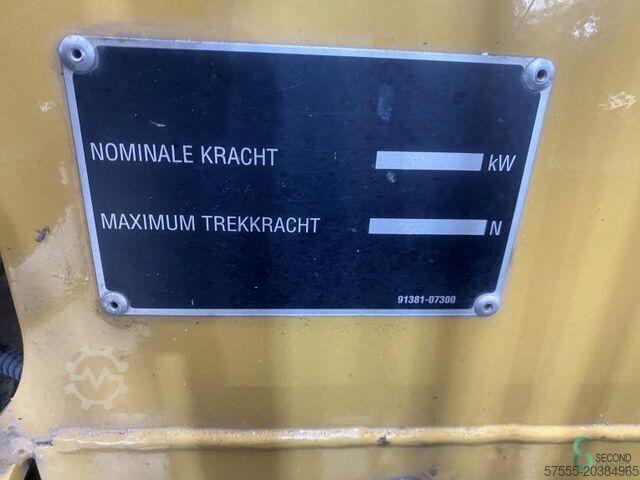 NOMINALE KRACHT kW
MAXIMUM TREKKRACHT N
91381-07300
SECOND
57555-20384965